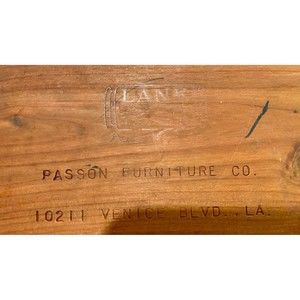 LANE
PASSON FURNITURE CO.
10211 VENICE BLVD., LA.